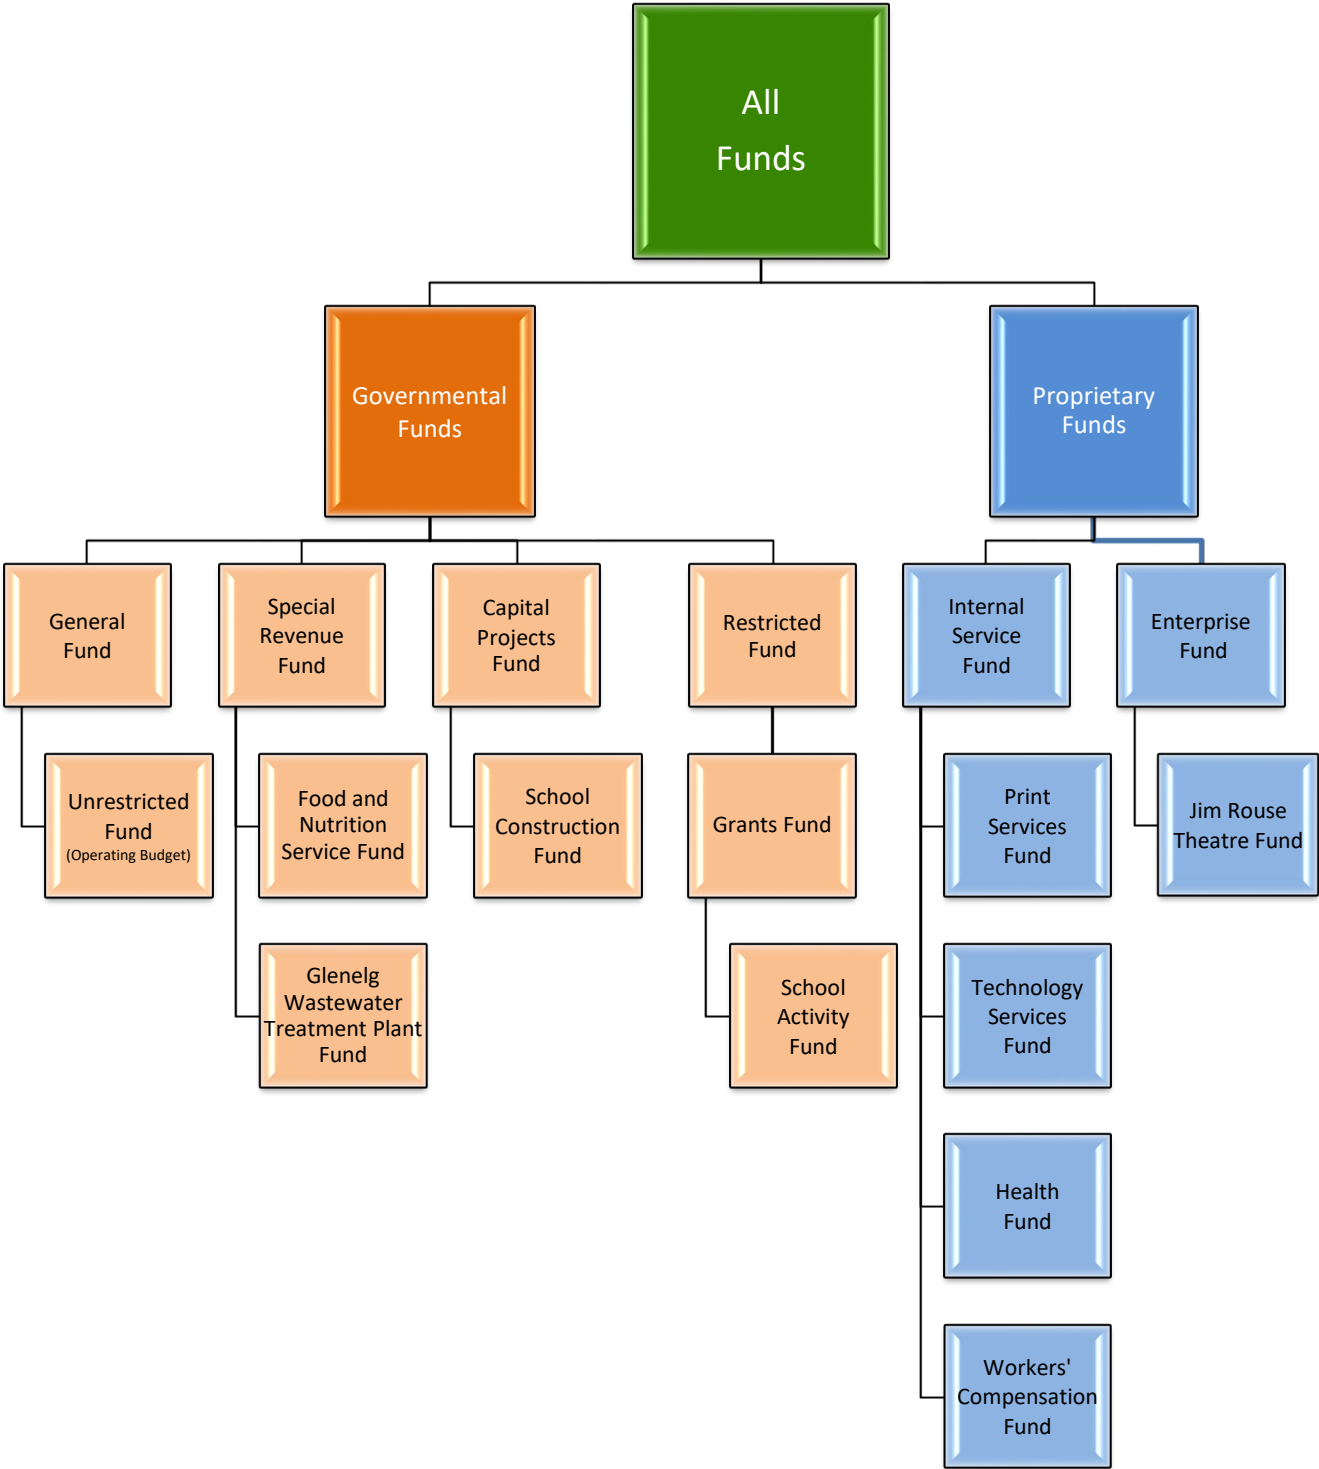 All
Funds
Governmental
Funds
Proprietary
Funds
General
Fund
Special
Revenue
Fund
Capital
Projects
Fund
Restricted
Fund
Internal
Service
Fund
Enterprise
Fund
Unrestricted
Fund
(Operating Budget)
Food and
Nutrition
Service Fund
School
Construction
Fund
Grants Fund
Print
Services
Fund
Jim Rouse
Theatre Fund
Glenelg
Wastewater
Treatment Plant
Fund
School
Activity
Fund
Technology
Services
Fund
Health
Fund
Workers'
Compensation
Fund